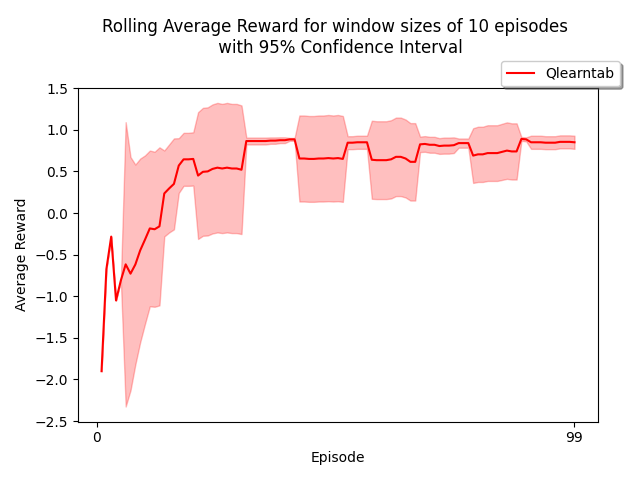 Rolling Average Reward for window sizes of 10 episodes
with 95% Confidence Interval
Qlearntab
1.5
1.0
0.5
0.0
−0.5
−1.0
−1.5
−2.0
−2.5
Average Reward
0
99
Episode